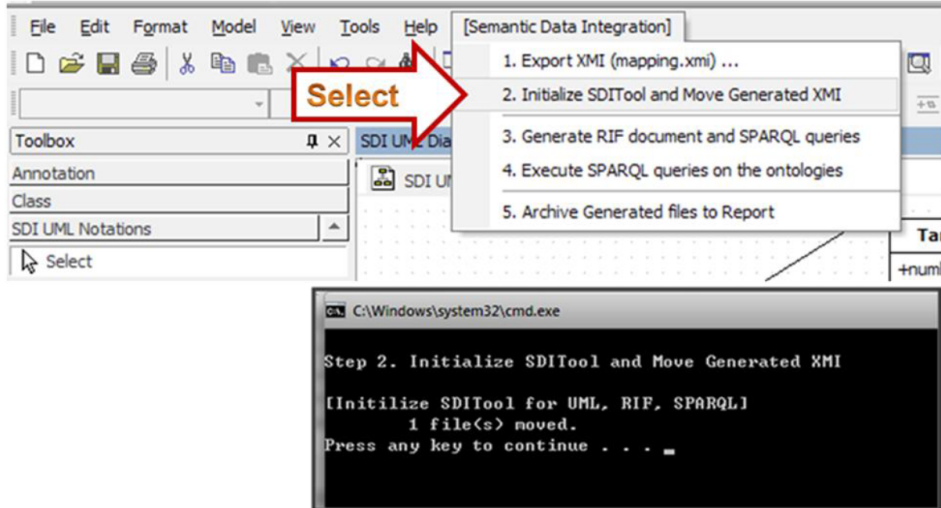 File Edit Format Model View Tools Help [Semantic Data Integration]
1. Export XMI (mapping.xmi) ...
Select
2. Initialize SDITool and Move Generated XMI
Toolbox
SDI UML Dia
3. Generate RIF document and SPARQL queries
Annotation
SDI UM
4. Execute SPARQL queries on the ontologies
Class
5. Archive Generated files to Report
SDI UML Notations
Tar
Select
+numb
C:\Windows\system32\cmd.exe
Step 2. Initialize SDITool and Move Generated XMI
[Initilize SDITool for UML, RIF, SPARQL]
1 file(s) moved.
Press any key to continue . . .